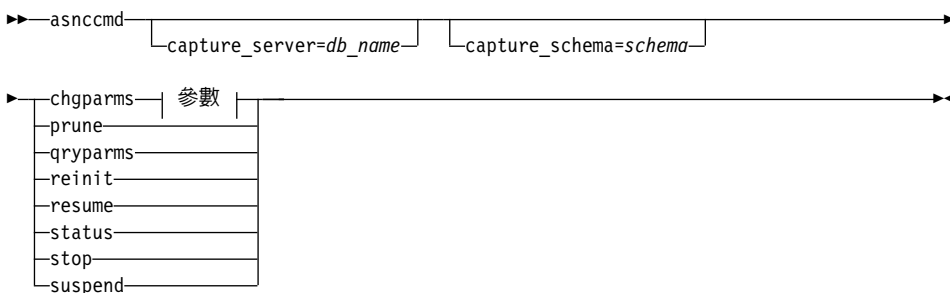 asnccmd
capture_server=db_name
capture_schema=schema
chgparms 參數
prune
qryparms
reinit
resume
status
stop
suspend